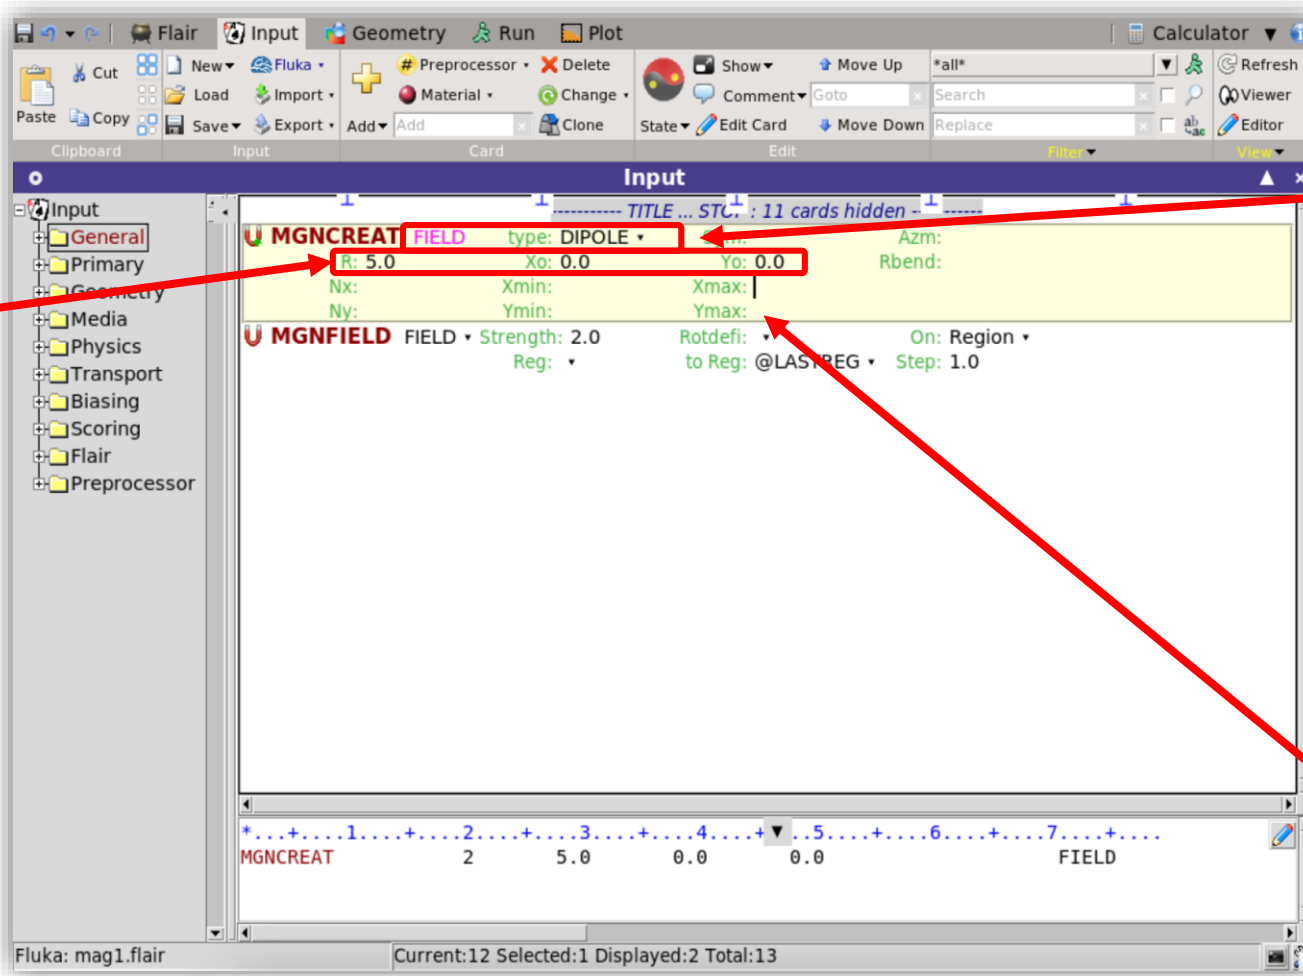 Flair Input Geometry Run Plot Calculator
Cut New Fluka # Preprocessor Delete Show Move Up *all* Refresh
Load Import Material Change Comment Goto Search Viewer
Paste Copy Save Export Add Add Clone State Edit Card Move Down Replace ab ac Editor
Clipboard Input Card Edit Filter View
Input
Input
General
Primary
Geometry
Media
Physics
Transport
Biasing
Scoring
Flair
Preprocessor
----------- TITLE ... STOP : 11 cards hidden -- ------
MGNCREAT FIELD type: DIPOLE Azm:
R: 5.0 Xo: 0.0 Yo: 0.0 Rbend:
Nx: Xmin: Xmax:
Ny: Ymin: Ymax:
MGNFIELD FIELD Strength: 2.0 Rotdefi: On: Region
Reg: to Reg: @LASTREG Step: 1.0
*...+....1....+....2....+....3....+....4....+ ..5....+....6....+....7....+....
MGNCREAT 2 5.0 0.0 0.0 FIELD
Fluka: mag1.flair Current:12 Selected:1 Displayed:2 Total:13